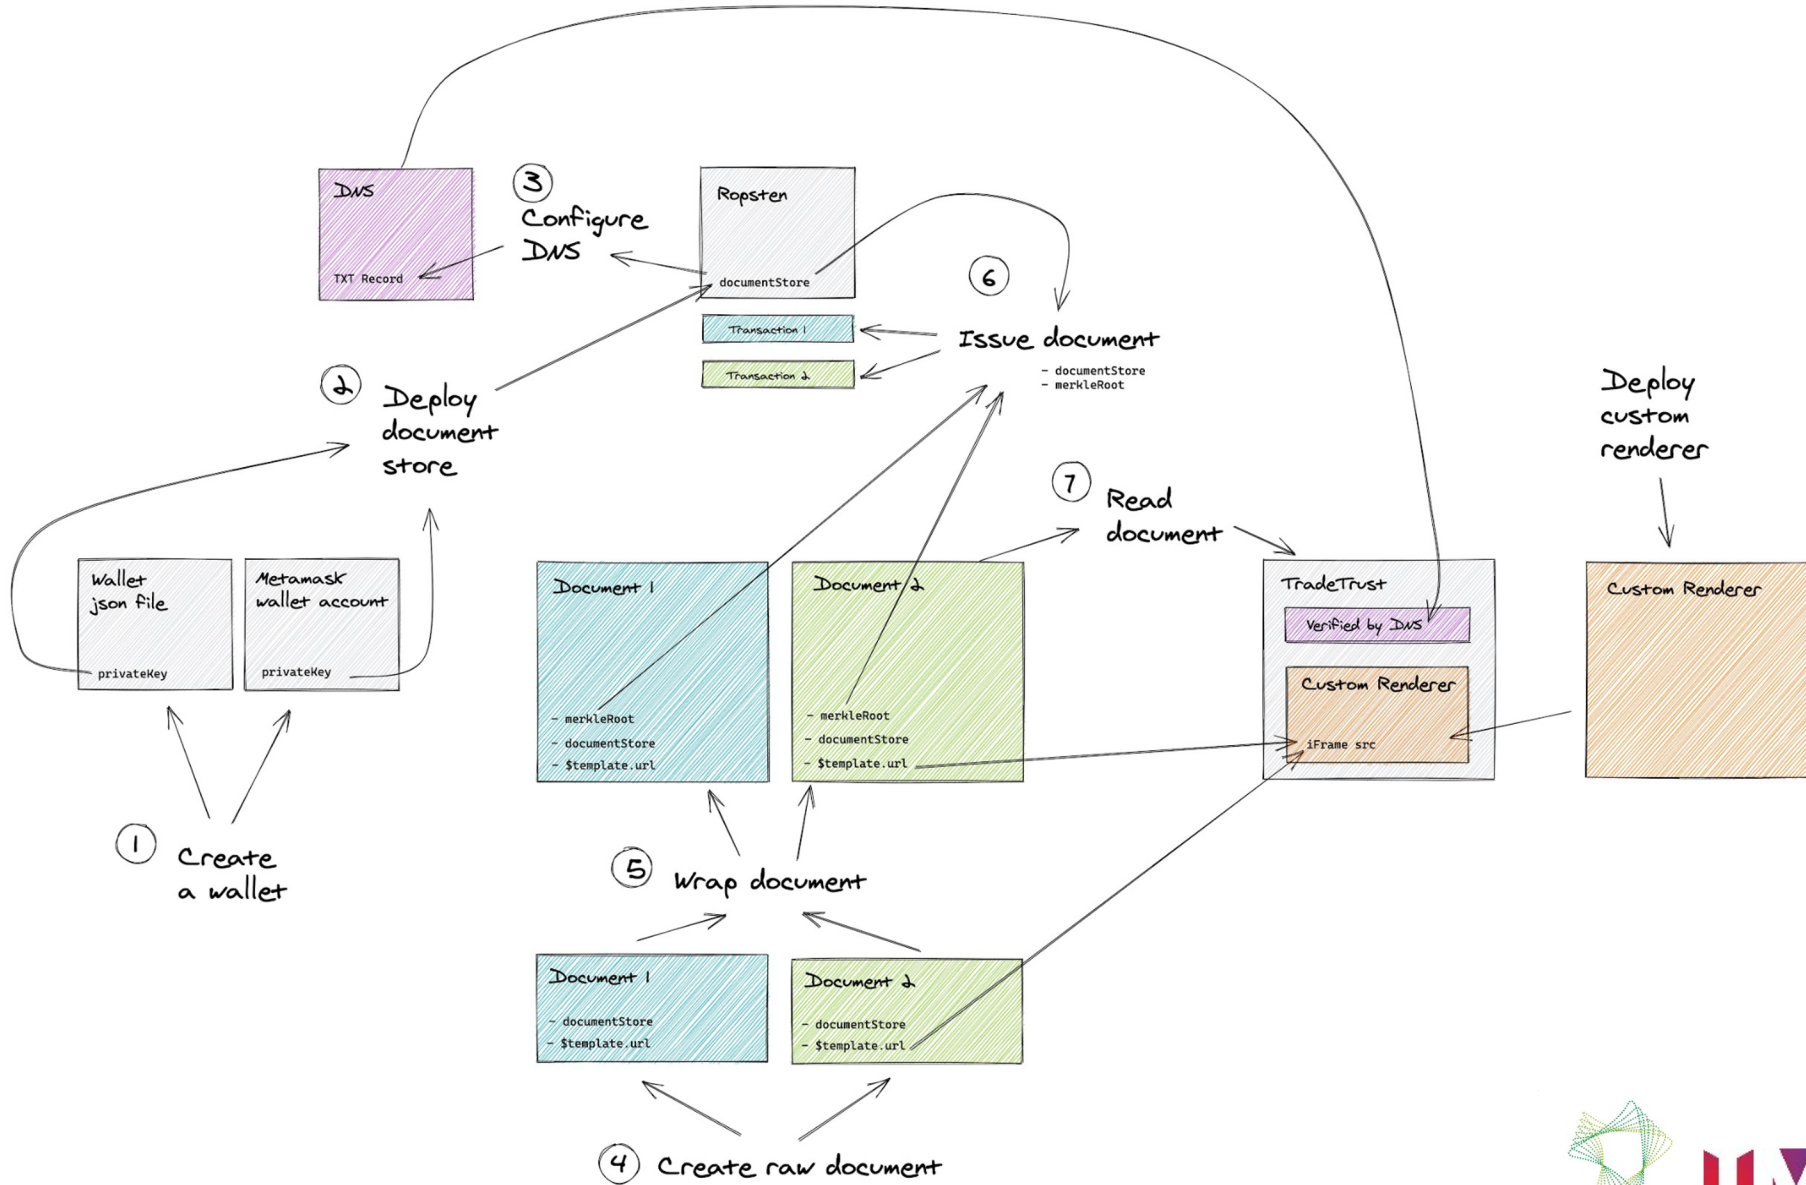 DNS
TXT Record
3
Configure
DNS
Ropsten
documentStore
Transaction 1
Transaction 2
6
Issue document
- documentStore
- merkleRoot
2
Deploy
document
store
Deploy
custom
renderer
7
Read
document
Wallet
json file
privateKey
Metamask
wallet account
privateKey
Document 1
- merkleRoot
- documentStore
- $template.url
Document 2
- merkleRoot
- documentStore
- $template.url
TradeTrust
Verified by DNS
Custom Renderer
iFrame src
Custom Renderer
1
Create
a wallet
5
Wrap document
Document 1
- documentStore
- $template.url
Document 2
- documentStore
- $template.url
4
Create raw document